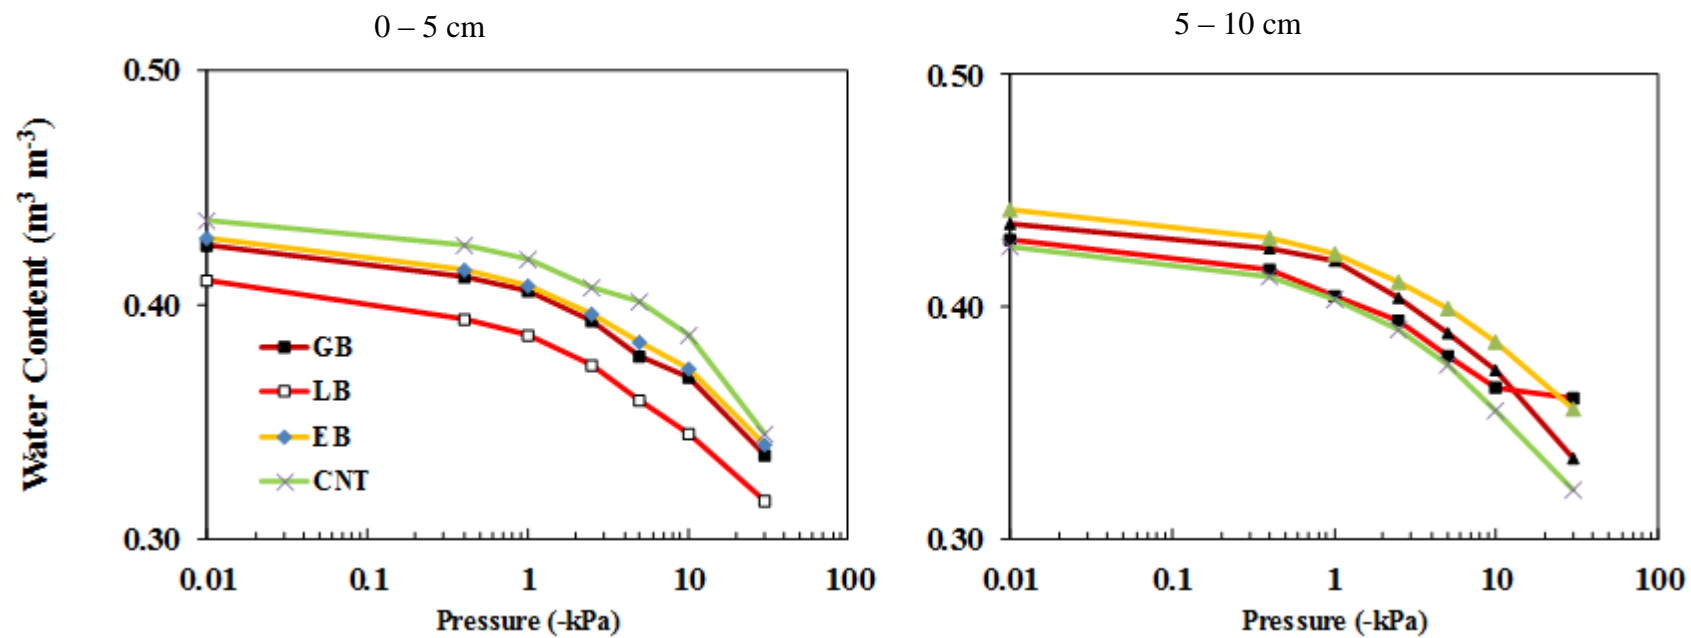 0 – 5 cm
5 – 10 cm
Water Content (m³ m⁻³)
0.50
0.40
0.30
GB
LB
EB
CNT
0.01 0.1 1 10 100
Pressure (-kPa)
0.50
0.40
0.30
0.01 0.1 1 10 100
Pressure (-kPa)